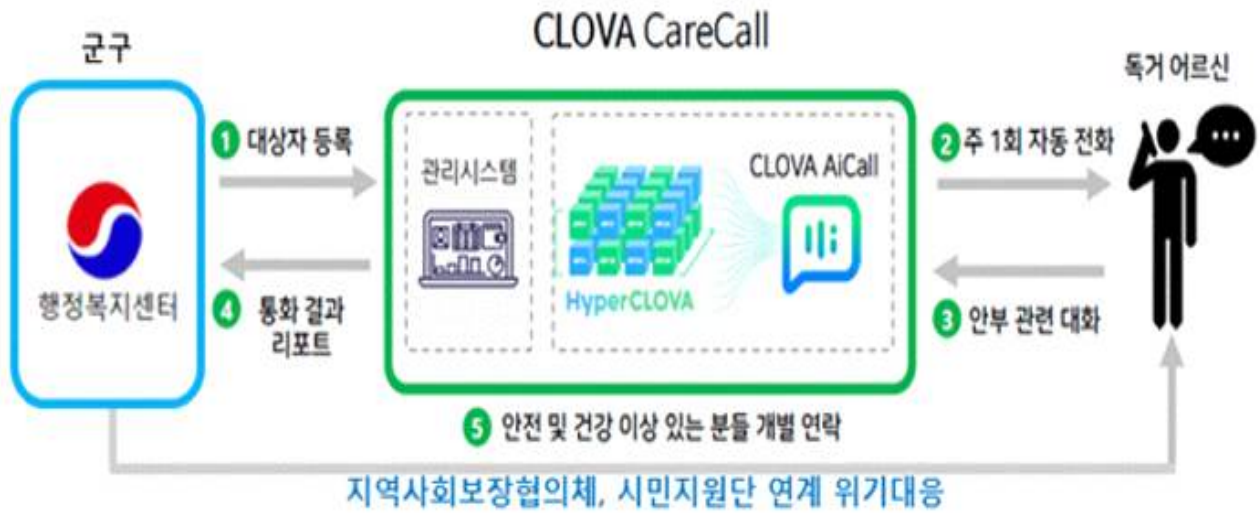 CLOVA CareCall
군구
독거 어르신
1 대상자 등록
2 주 1회 자동 전화
관리시스템
CLOVA AiCall
HyperCLOVA
행정복지센터
4 통화 결과
리포트
3 안부 관련 대화
5 안전 및 건강 이상 있는 분들 개별 연락
지역사회보장협의체, 시민지원단 연계 위기대응